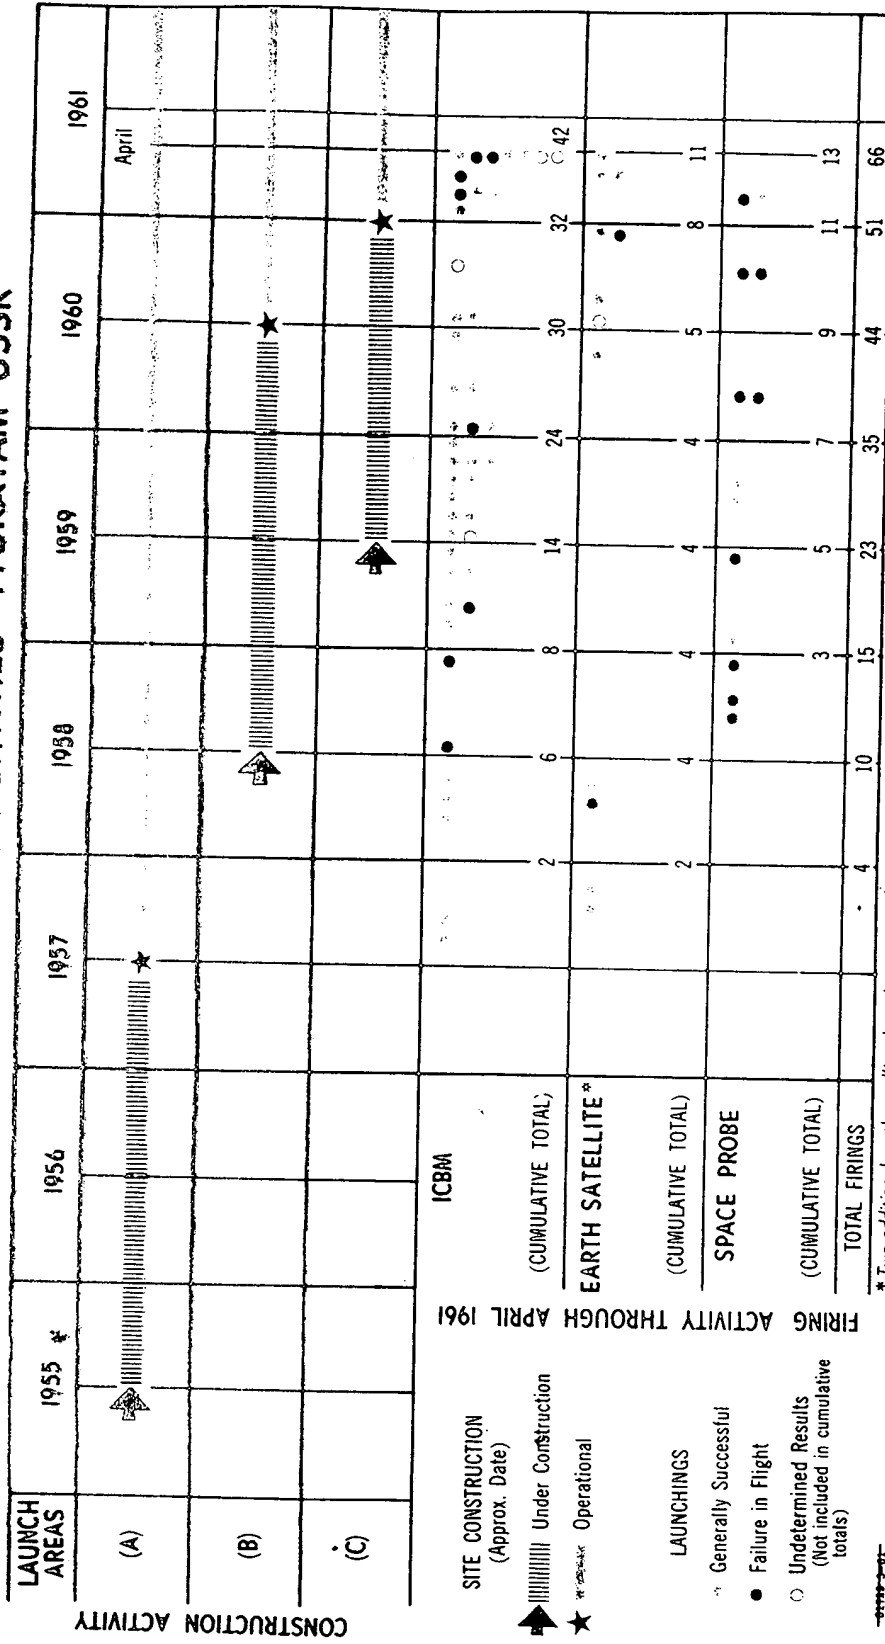 TYURATAM USSR
LAUNCH AREAS 1955 1956 1957 1958 1959 1960 1961
April
CONSTRUCTION ACTIVITY
(A)
(B)
(C)
FIRING ACTIVITY THROUGH APRIL 1961
ICBM
(CUMULATIVE TOTAL) 2 6 8 14 24 30 32 42
EARTH SATELLITE*
(CUMULATIVE TOTAL) 2 4 4 4 4 5 8 11
SPACE PROBE
(CUMULATIVE TOTAL) 3 5 7 9 11 13
TOTAL FIRINGS 4 10 15 23 35 44 51 66
SITE CONSTRUCTION
(Approx. Date)
Under Construction
Operational
LAUNCHINGS
Generally Successful
Failure in Flight
Undetermined Results
(Not included in cumulative
totals)